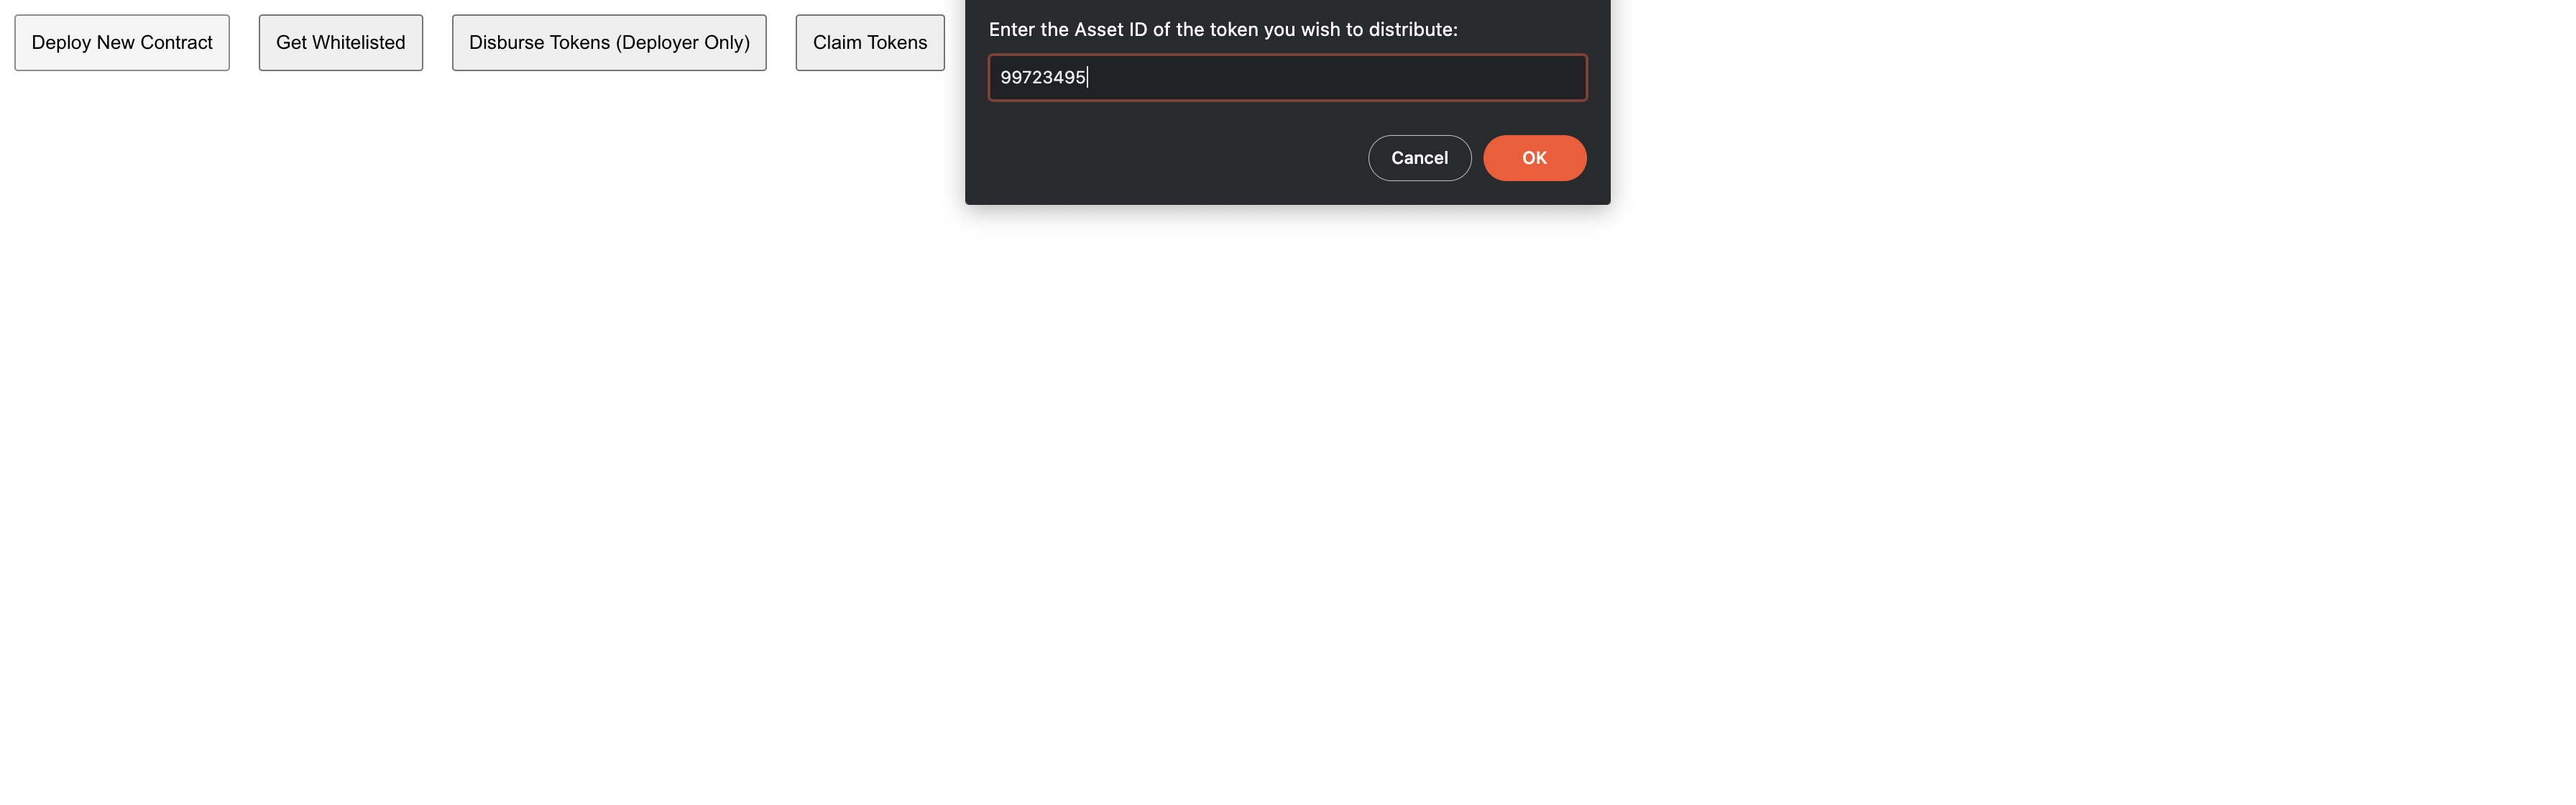 Deploy New Contract
Get Whitelisted
Disburse Tokens (Deployer Only)
Claim Tokens
Enter the Asset ID of the token you wish to distribute:
99723495
Cancel
OK